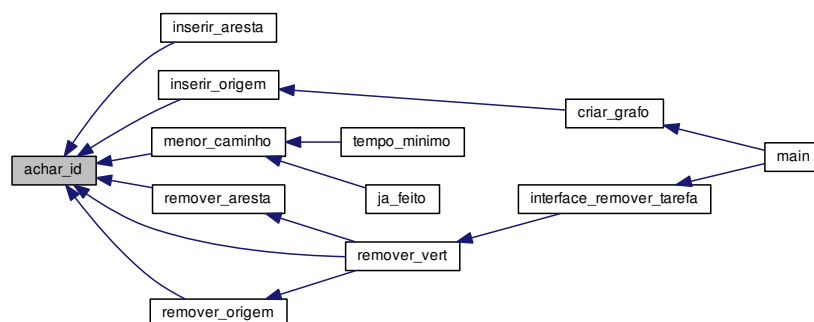 inserir_aresta
inserir_origem
criar_grafo
menor_caminho
tempo_minimo
main
achar_id
remover_aresta
ja_feito
interface_remover_tarefa
remover_vert
remover_origem